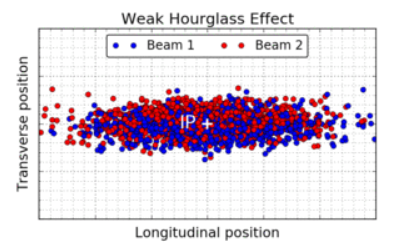 Weak Hourglass Effect
Beam 1 Beam 2
Transverse position
IP +
Longitudinal position